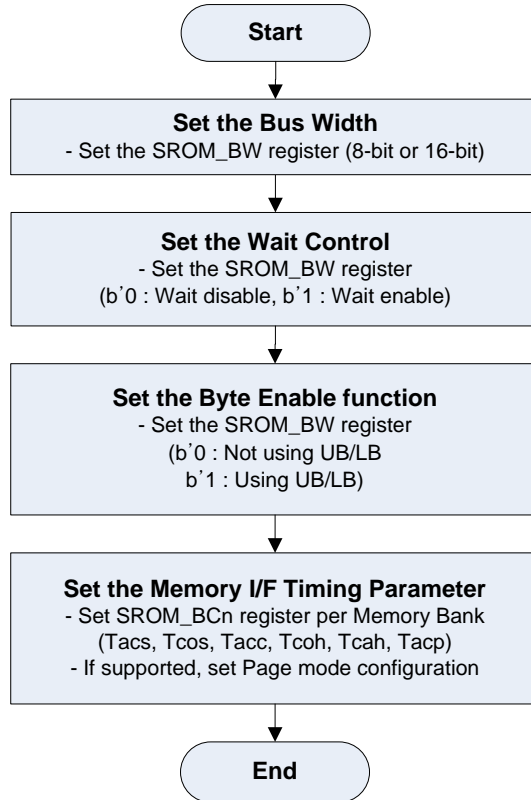 Start
Set the Bus Width
- Set the SROM_BW register (8-bit or 16-bit)
Set the Wait Control
- Set the SROM_BW register
(b’0 : Wait disable, b’1 : Wait enable)
Set the Byte Enable function
- Set the SROM_BW register
(b’0 : Not using UB/LB
b’1 : Using UB/LB)
Set the Memory I/F Timing Parameter
- Set SROM_BCn register per Memory Bank
(Tacs, Tcos, Tacc, Tcoh, Tcah, Tacp)
- If supported, set Page mode configuration
End